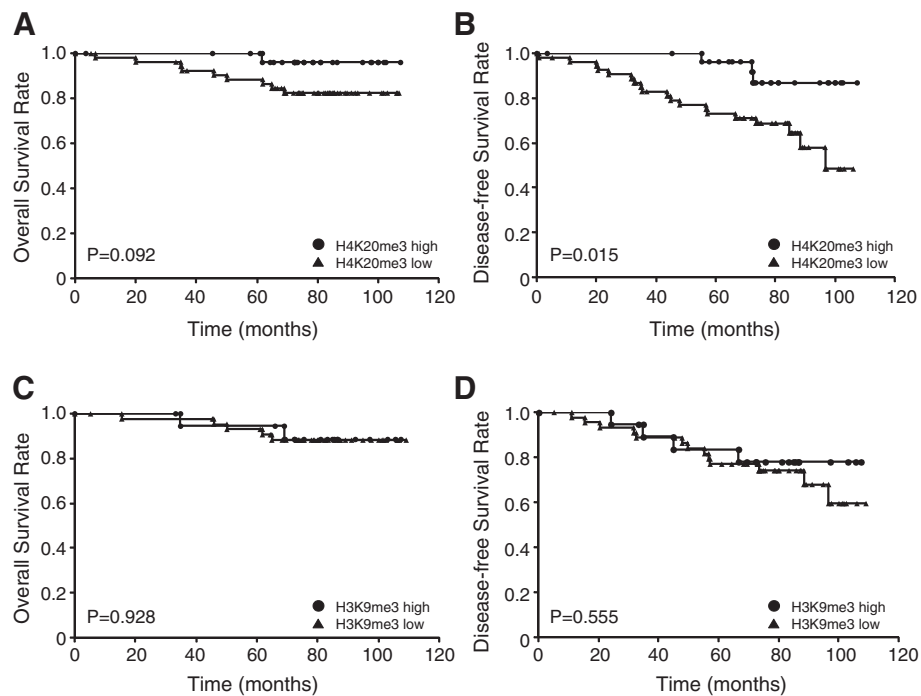 A
Overall Survival Rate
1.0
0.8
0.6
0.4
0.2
0
P=0.092
H4K20me3 high
H4K20me3 low
0 20 40 60 80 100 120
Time (months)
B
Disease-free Survival Rate
1.0
0.8
0.6
0.4
0.2
0
P=0.015
H4K20me3 high
H4K20me3 low
0 20 40 60 80 100 120
Time (months)
C
Overall Survival Rate
1.0
0.8
0.6
0.4
0.2
0
P=0.928
H3K9me3 high
H3K9me3 low
0 20 40 60 80 100 120
Time (months)
D
Disease-free Survival Rate
1.0
0.8
0.6
0.4
0.2
0
P=0.555
H3K9me3 high
H3K9me3 low
0 20 40 60 80 100 120
Time (months)